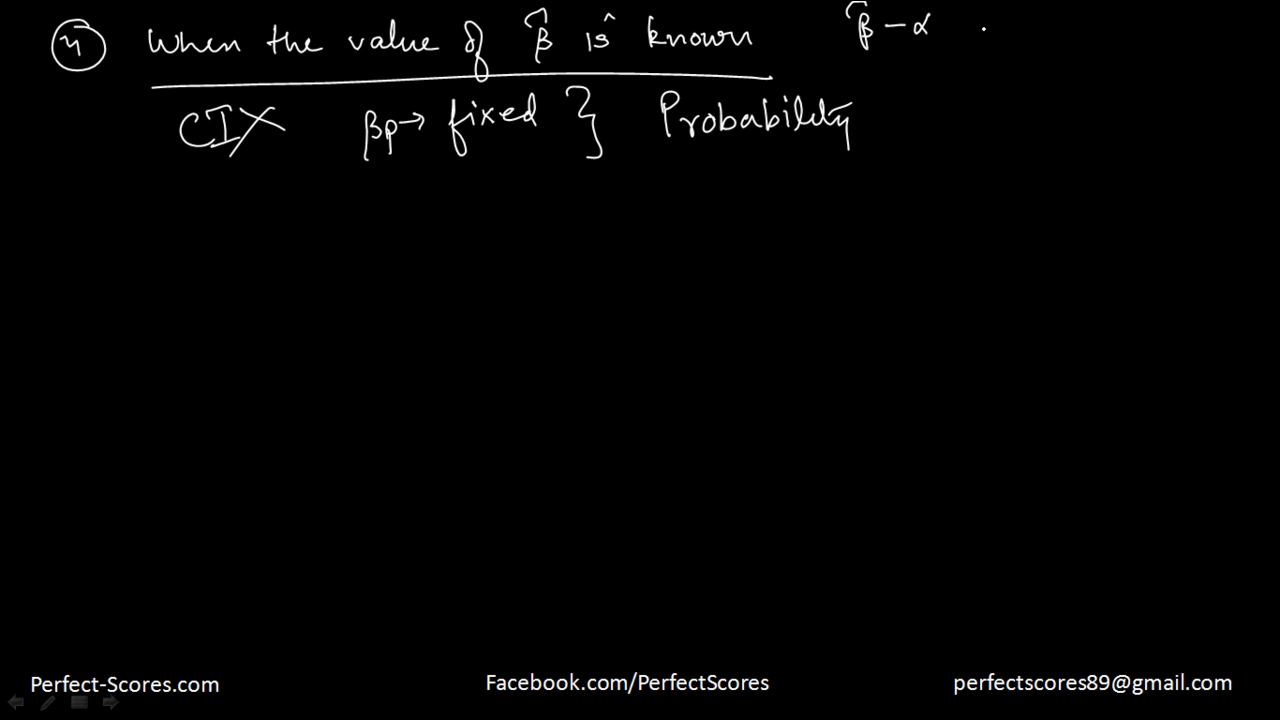 4 When the value of β̂ is known β̂ - α
CIX βp → fixed } Probability
Perfect-Scores.com Facebook.com/PerfectScores perfectscores89@gmail.com